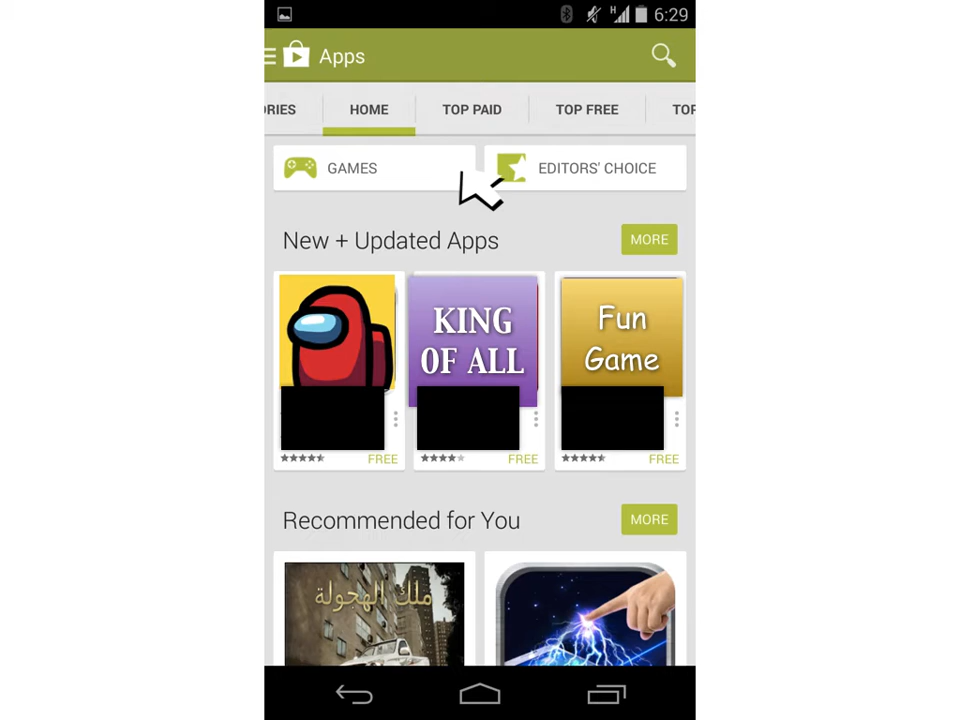 6:29
Apps
ORIES
HOME
TOP PAID
TOP FREE
TOP
GAMES
EDITORS' CHOICE
New + Updated Apps
MORE
KING
OF ALL
Fun
Game
FREE
FREE
FREE
Recommended for You
MORE
ملك الهجولة